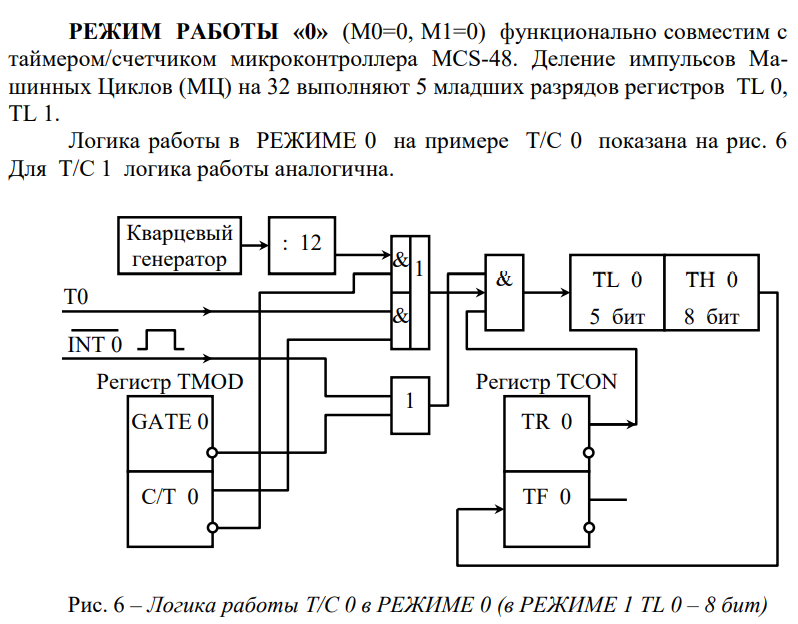 РЕЖИМ РАБОТЫ «0» (М0=0, М1=0) функционально совместим с
таймером/счетчиком микроконтроллера MCS-48. Деление импульсов Ма-
шинных Циклов (МЦ) на 32 выполняют 5 младших разрядов регистров TL 0,
TL 1.
Логика работы в РЕЖИМЕ 0 на примере Т/С 0 показана на рис. 6
Для Т/С 1 логика работы аналогична.
Кварцевый
генератор
: 12
&
1
&
&
TL 0
5 бит
TH 0
8 бит
T0
INT 0
Регистр TMOD
GATE 0
C/T 0
1
Регистр TCON
TR 0
TF 0
Рис. 6 – Логика работы Т/С 0 в РЕЖИМЕ 0 (в РЕЖИМЕ 1 TL 0 – 8 бит)